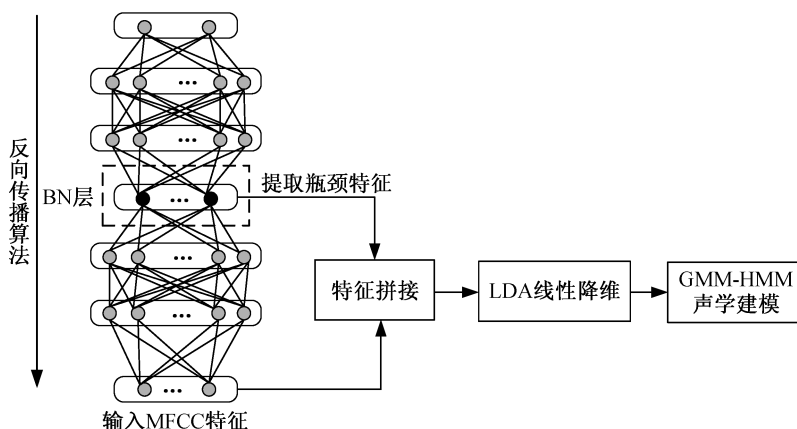 反向传播算法
BN层
提取瓶颈特征
特征拼接
LDA线性降维
GMM-HMM
声学建模
输入MFCC特征